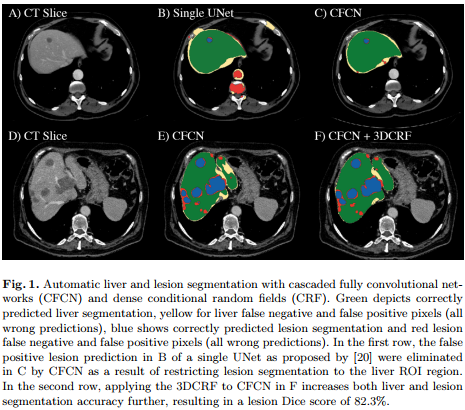 A) CT Slice
B) Single UNet
C) CFCN
D) CT Slice
E) CFCN
F) CFCN + 3DCRF
Fig. 1. Automatic liver and lesion segmentation with cascaded fully convolutional net-
works (CFCN) and dense conditional random fields (CRF). Green depicts correctly
predicted liver segmentation, yellow for liver false negative and false positive pixels (all
wrong predictions), blue shows correctly predicted lesion segmentation and red lesion
false negative and false positive pixels (all wrong predictions). In the first row, the false
positive lesion prediction in B of a single UNet as proposed by [20] were eliminated
in C by CFCN as a result of restricting lesion segmentation to the liver ROI region.
In the second row, applying the 3DCRF to CFCN in F increases both liver and lesion
segmentation accuracy further, resulting in a lesion Dice score of 82.3%.